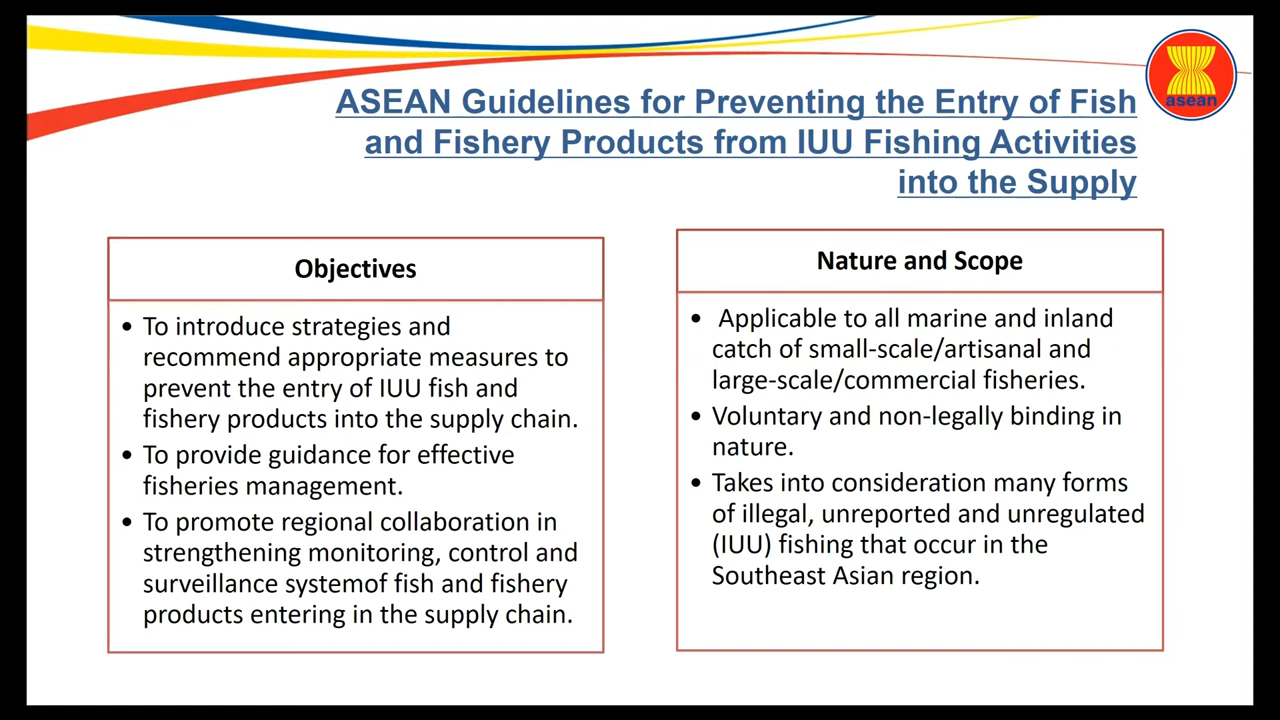 ASEAN Guidelines for Preventing the Entry of Fish
and Fishery Products from IUU Fishing Activities
into the Supply
asean
Objectives
• To introduce strategies and
recommend appropriate measures to
prevent the entry of IUU fish and
fishery products into the supply chain.
• To provide guidance for effective
fisheries management.
• To promote regional collaboration in
strengthening monitoring, control and
surveillance systemof fish and fishery
products entering in the supply chain.
Nature and Scope
• Applicable to all marine and inland
catch of small-scale/artisanal and
large-scale/commercial fisheries.
• Voluntary and non-legally binding in
nature.
• Takes into consideration many forms
of illegal, unreported and unregulated
(IUU) fishing that occur in the
Southeast Asian region.